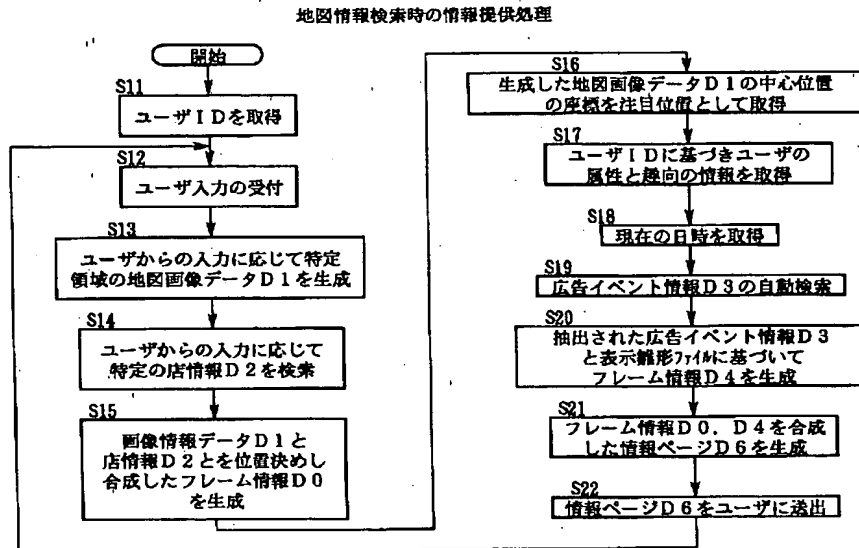 地図情報検索時の情報提供処理
開始
S11
ユーザIDを取得
S12
ユーザ入力の受付
S13
ユーザからの入力に応じて特定
領域の地図画像データD1を生成
S14
ユーザからの入力に応じて
特定の店情報D2を検索
S15
画像情報データD1と
店情報D2とを位置決めし
合成したフレーム情報D0
を生成
S16
生成した地図画像データD1の中心位置
の座標を注目位置として取得
S17
ユーザIDに基づきユーザの
属性と趣向の情報を取得
S18
現在の日時を取得
S19
広告イベント情報D3の自動検索
S20
抽出された広告イベント情報D3
と表示雛形ファイルに基づいて
フレーム情報D4を生成
S21
フレーム情報D0，D4を合成
した情報ページD6を生成
S22
情報ページD6をユーザに送出